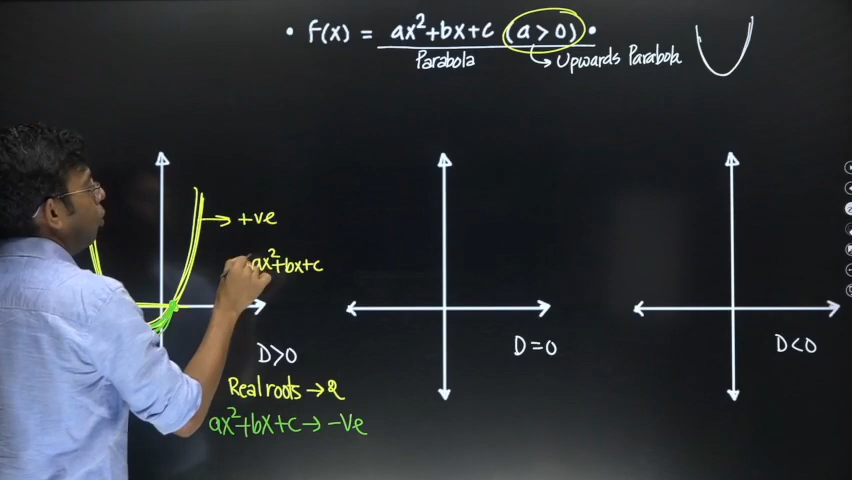 • f(x) = ax²+bx+c (a>0) •
Parabola
Upwards Parabola
+ve
ax²+bx+c
D>0
D=0
D<0
Real roots → 2
ax²+bx+c → -ve